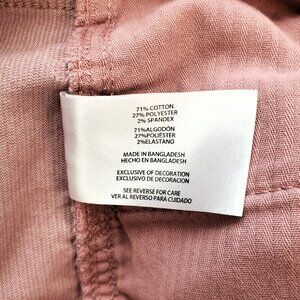 71% COTTON
27% POLYESTER
2% SPANDEX
71%ALGODÓN
27%POLIÉSTER
2%ELASTANO
MADE IN BANGLADESH
HECHO EN BANGLADESH
EXCLUSIVE OF DECORATION
EXCLUSIVO DE DECORACION
SEE REVERSE FOR CARE
VER AL REVERSO PARA CUIDADO